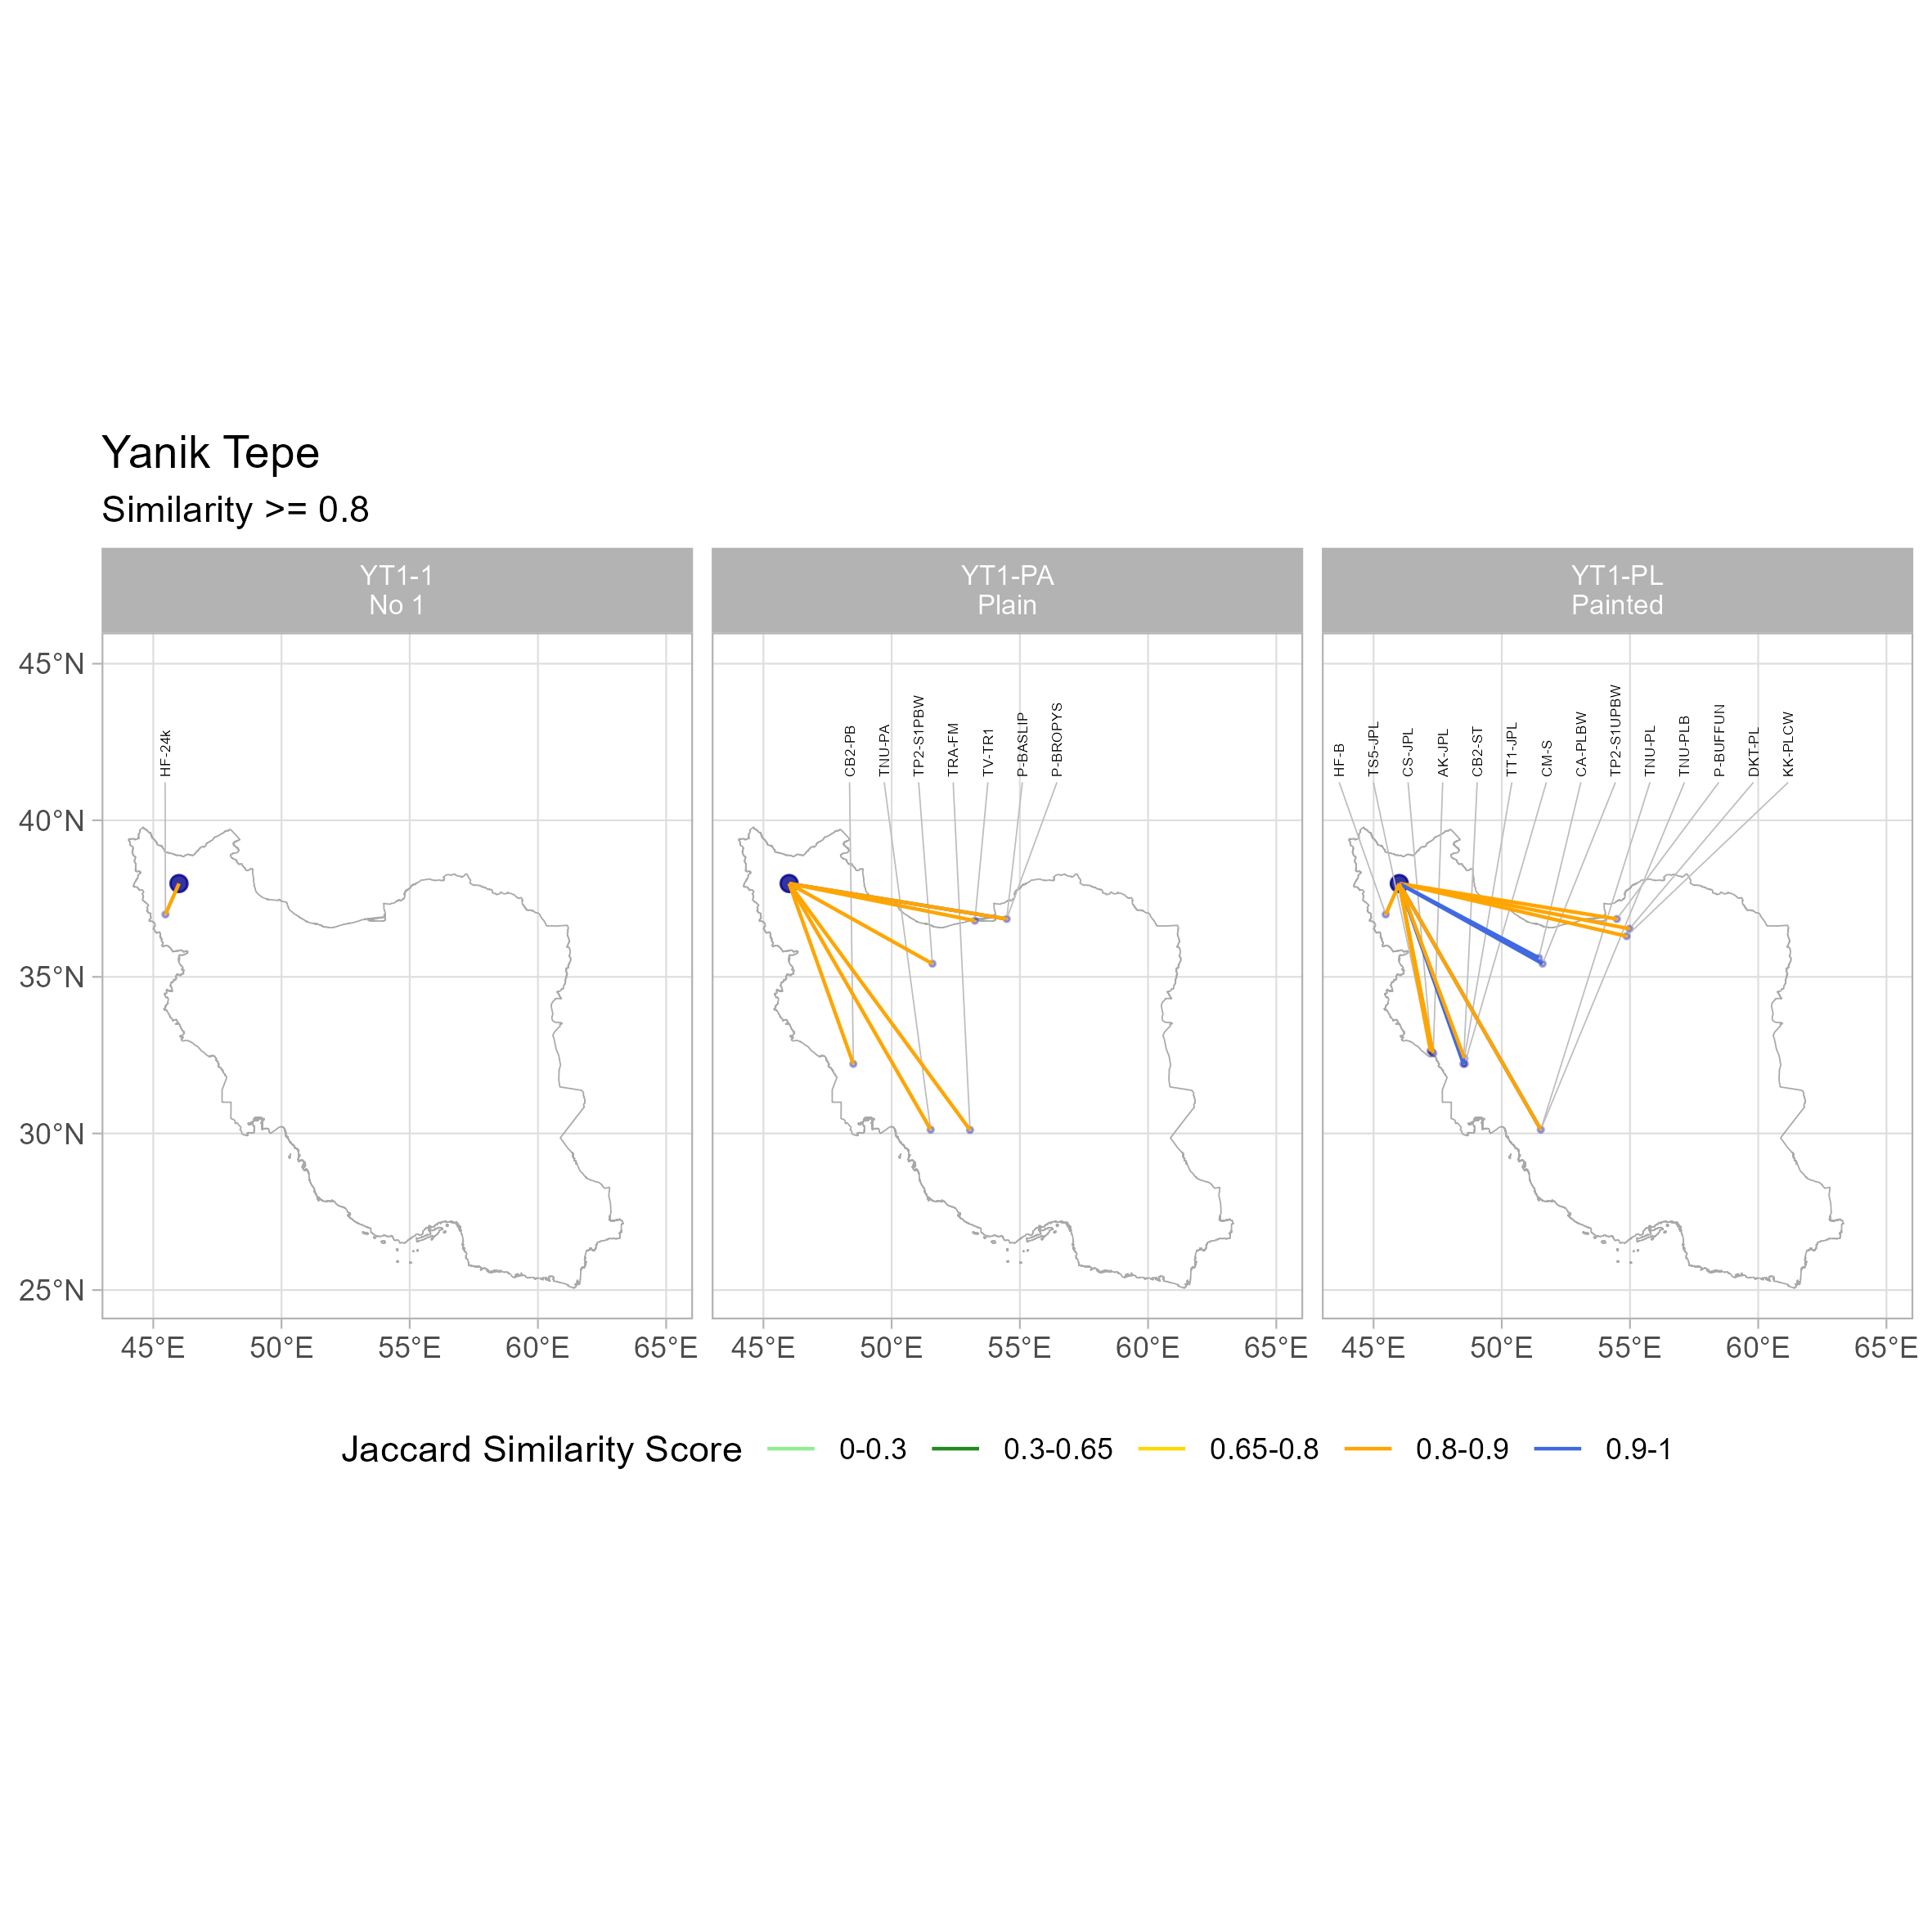 Yanik Tepe
Similarity >= 0.8
YT1-1
No 1
YT1-PA
Plain
YT1-PL
Painted
45°N
40°N
35°N
30°N
25°N
HF-24k
CB2-PB
TNU-PA
TP2-S1PBW
TRA-FM
TV-TR1
P-BASLIP
P-BROPYS
HF-B
TS5-JPL
CS-JPL
AK-JPL
CB2-ST
TT1-JPL
CM-S
CA-PLBW
TP2-S1UPBW
TNU-PL
TNU-PLB
P-BUFFUN
DKT-PL
KK-PLCW
45°E 50°E 55°E 60°E 65°E
45°E 50°E 55°E 60°E 65°E
45°E 50°E 55°E 60°E 65°E
Jaccard Similarity Score 0-0.3 0.3-0.65 0.65-0.8 0.8-0.9 0.9-1